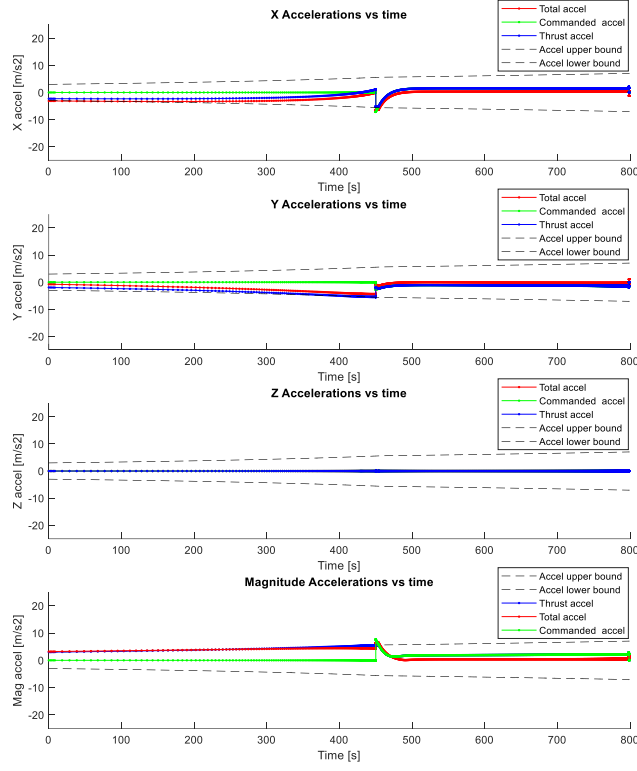 X Accelerations vs time
Total accel
Commanded accel
Thrust accel
Accel upper bound
Accel lower bound
X accel [m/s2]
20
10
0
-10
-20
0 100 200 300 400 500 600 700 800
Time [s]
Y Accelerations vs time
Total accel
Commanded accel
Thrust accel
Accel upper bound
Accel lower bound
Y accel [m/s2]
20
10
0
-10
-20
0 100 200 300 400 500 600 700 800
Time [s]
Z Accelerations vs time
Total accel
Commanded accel
Thrust accel
Accel upper bound
Accel lower bound
Z accel [m/s2]
20
10
0
-10
-20
0 100 200 300 400 500 600 700 800
Time [s]
Magnitude Accelerations vs time
Accel upper bound
Accel lower bound
Thrust accel
Total accel
Commanded accel
Mag accel [m/s2]
20
10
0
-10
-20
0 100 200 300 400 500 600 700 800
Time [s]